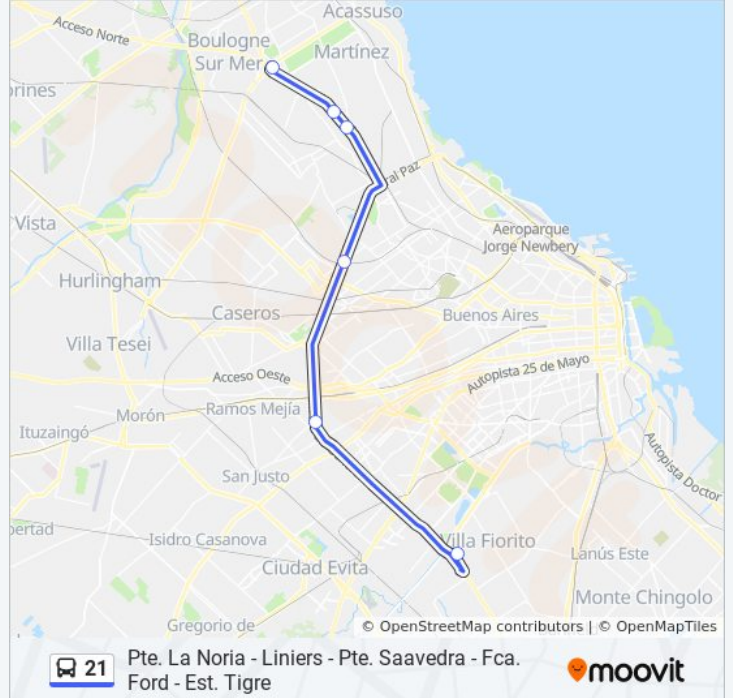 Acassuso
Acceso Norte
Boulogne
Sur Mer
Martínez
orines
ral Paz
Vista
Aeroparque
Jorge Newbery
Hurlingham
Caseros
Buenos Aires
Villa Tesei
Acceso Oeste
Autopista 25 de Mayo
Morón
Ramos Mejía
Ituzaingó
San Justo
Autopista Doctor
pertad
Isidro Casanova
Villa Fiorito
Lanús Este
Ciudad Evita
Monte Chingolo
Gregorio de
© OpenStreetMap contributors | © OpenMapTiles
21
Pte. La Noria - Liniers - Pte. Saavedra - Fca.
Ford - Est. Tigre
moovit